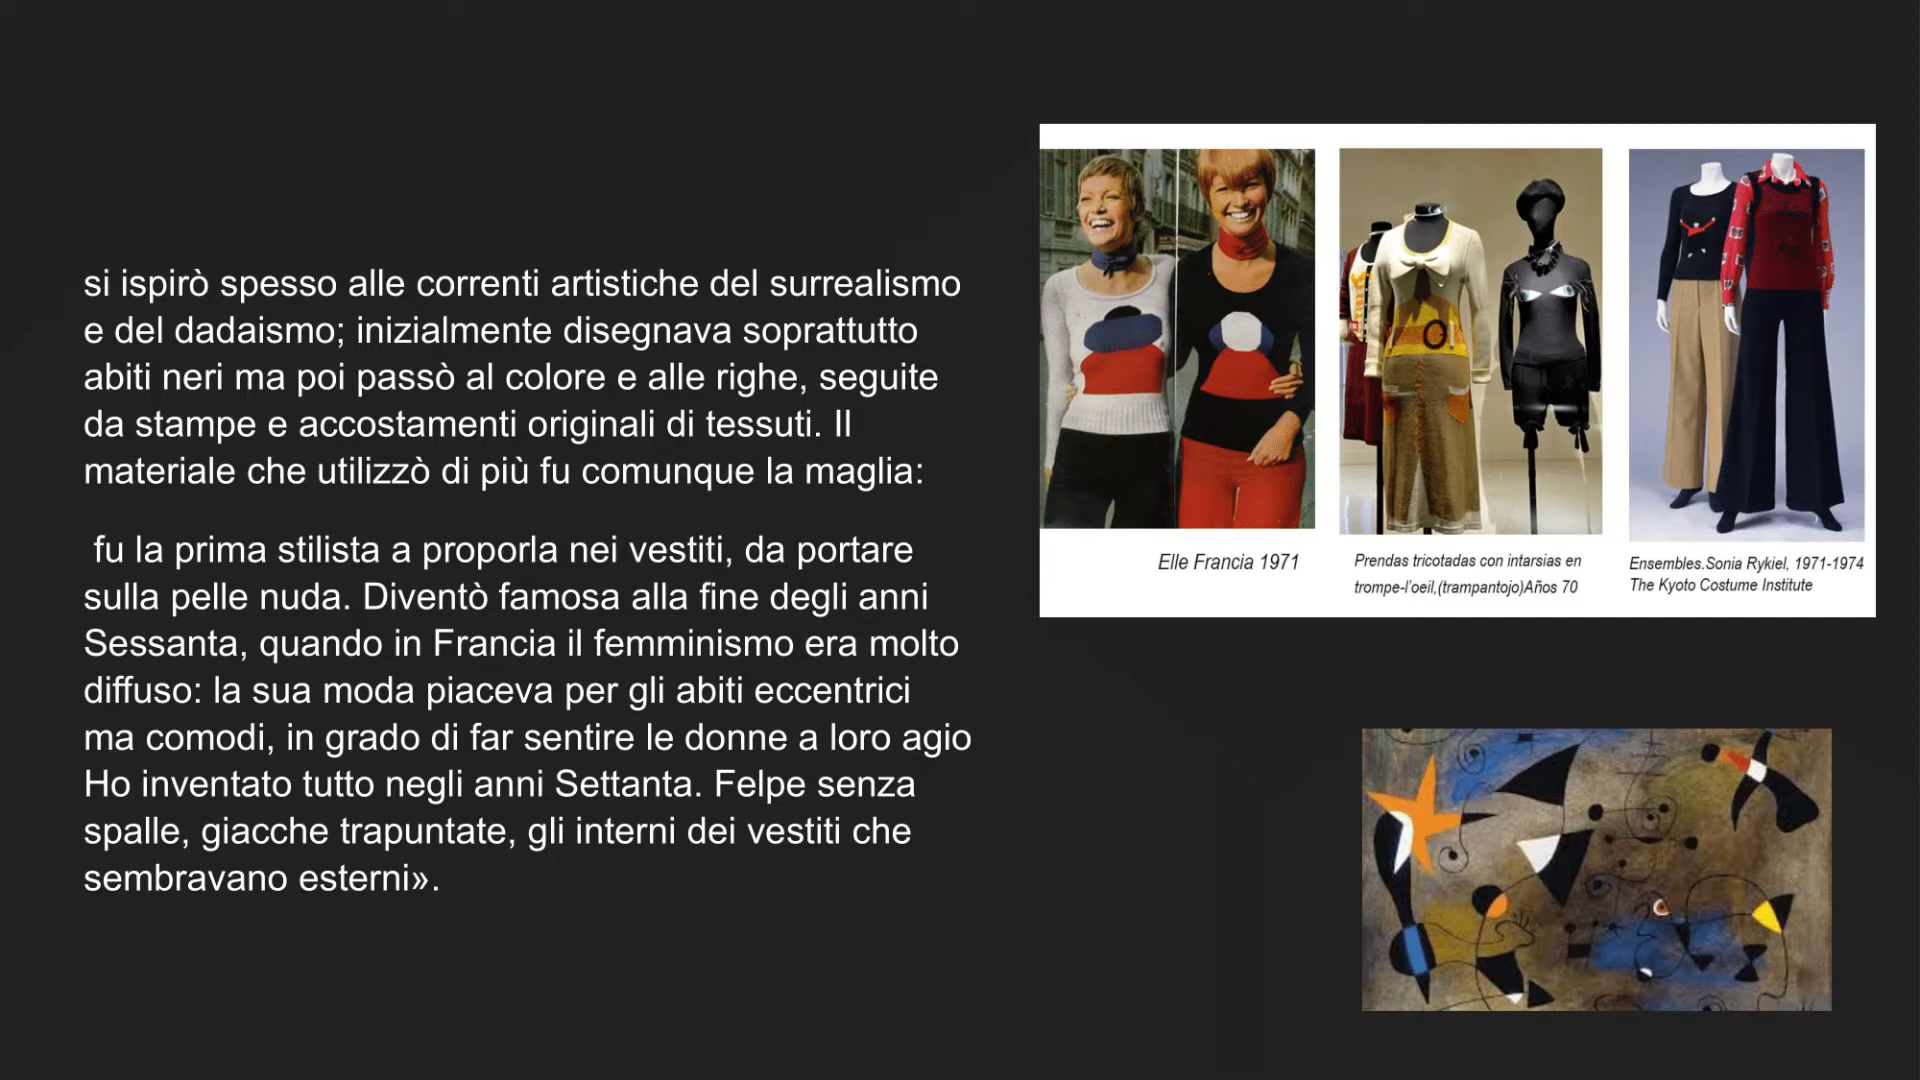 si ispirò spesso alle correnti artistiche del surrealismo
e del dadaismo; inizialmente disegnava soprattutto
abiti neri ma poi passò al colore e alle righe, seguite
da stampe e accostamenti originali di tessuti. Il
materiale che utilizzò di più fu comunque la maglia:
fu la prima stilista a proporla nei vestiti, da portare
sulla pelle nuda. Diventò famosa alla fine degli anni
Sessanta, quando in Francia il femminismo era molto
diffuso: la sua moda piaceva per gli abiti eccentrici
ma comodi, in grado di far sentire le donne a loro agio
Ho inventato tutto negli anni Settanta. Felpe senza
spalle, giacche trapuntate, gli interni dei vestiti che
sembravano esterni».
Elle Francia 1971
Prendas tricotadas con intarsias en
trompe-l'oeil,(trampantojo)Años 70
Ensembles.Sonia Rykiel, 1971-1974
The Kyoto Costume Institute